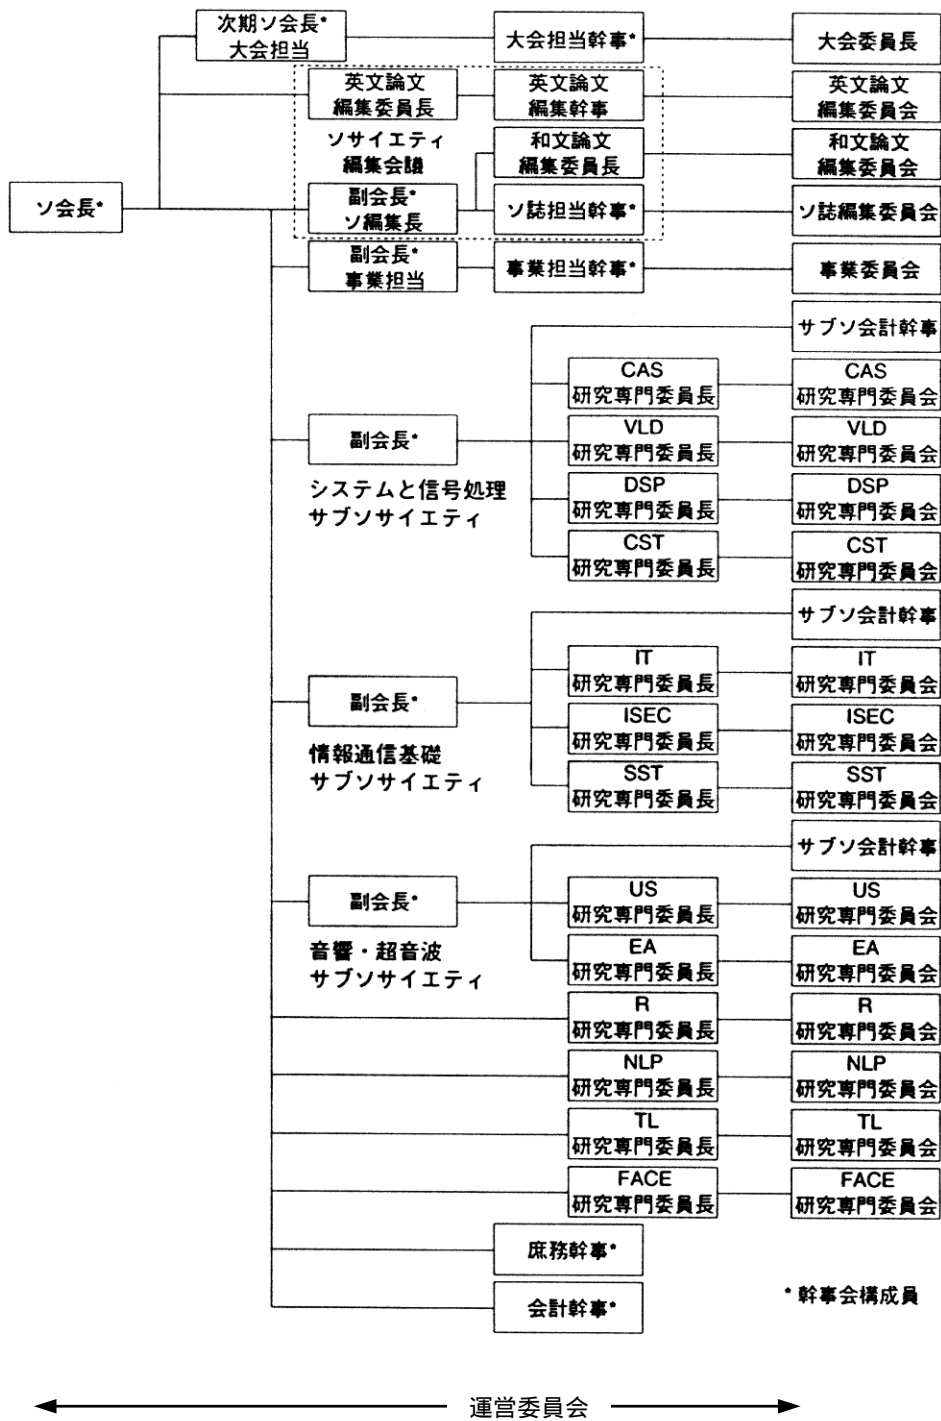 次期ソ会長*
大会担当
大会担当幹事*
大会委員長
英文論文
編集委員長
英文論文
編集幹事
英文論文
編集委員会
ソサイエティ
編集会議
和文論文
編集委員長
和文論文
編集委員会
ソ会長*
副会長*
ソ編集長
ソ誌担当幹事*
ソ誌編集委員会
副会長*
事業担当
事業担当幹事*
事業委員会
サブソ会計幹事
CAS
研究専門委員長
CAS
研究専門委員会
副会長*
VLD
研究専門委員長
VLD
研究専門委員会
システムと信号処理
サブソサイエティ
DSP
研究専門委員長
DSP
研究専門委員会
CST
研究専門委員長
CST
研究専門委員会
サブソ会計幹事
IT
研究専門委員長
IT
研究専門委員会
副会長*
ISEC
研究専門委員長
ISEC
研究専門委員会
情報通信基礎
サブソサイエティ
SST
研究専門委員長
SST
研究専門委員会
サブソ会計幹事
副会長*
US
研究専門委員長
US
研究専門委員会
音響・超音波
サブソサイエティ
EA
研究専門委員長
EA
研究専門委員会
R
研究専門委員長
R
研究専門委員会
NLP
研究専門委員長
NLP
研究専門委員会
TL
研究専門委員長
TL
研究専門委員会
FACE
研究専門委員長
FACE
研究専門委員会
庶務幹事*
会計幹事*
*幹事会構成員
運営委員会